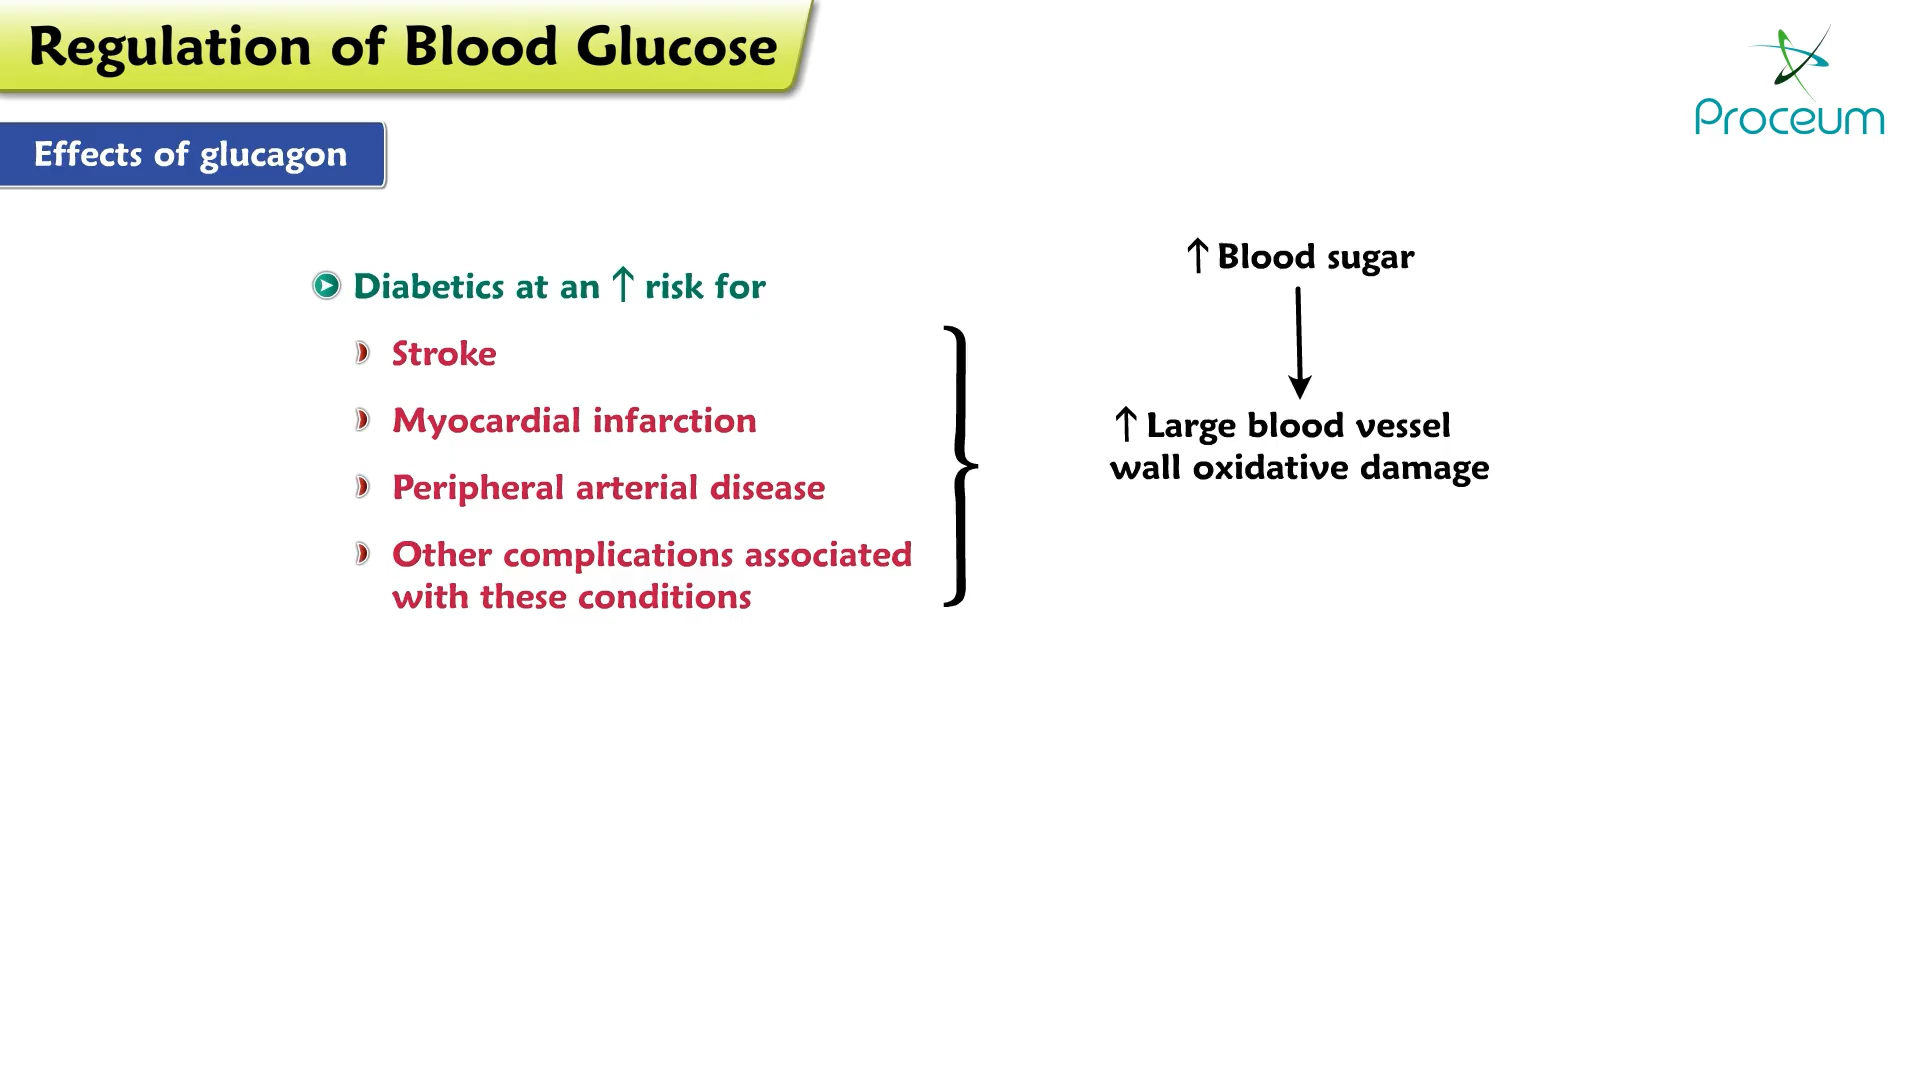 Regulation of Blood Glucose
Proceum
Effects of glucagon
Diabetics at an ↑ risk for
Stroke
Myocardial infarction
Peripheral arterial disease
Other complications associated
with these conditions
↑ Blood sugar
↑ Large blood vessel
wall oxidative damage